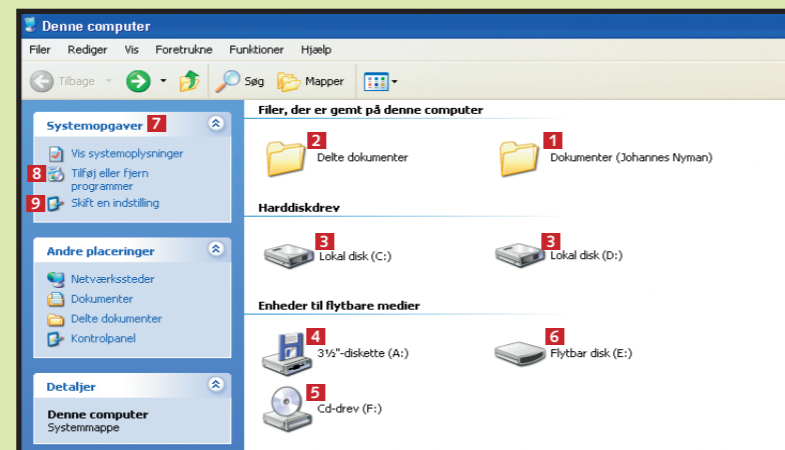 Denne computer
Filer Rediger Vis Foretrukne Funktioner Hjælp
Tilbage Søg Mapper
Systemopgaver 7
Vis systemoplysninger
8 Tilføj eller fjern
programmer
9 Skift en indstilling
Andre placeringer
Netværkssteder
Dokumenter
Delte dokumenter
Kontrolpanel
Detaljer
Denne computer
Systemmappe
Filer, der er gemt på denne computer
2 1
Delte dokumenter Dokumenter (Johannes Nyman)
Harddiskdrev
3 3
Lokal disk (C:) Lokal disk (D:)
Enheder til flytbare medier
4 6
3½"-diskette (A:) Flytbar disk (E:)
5
Cd-drev (F:)